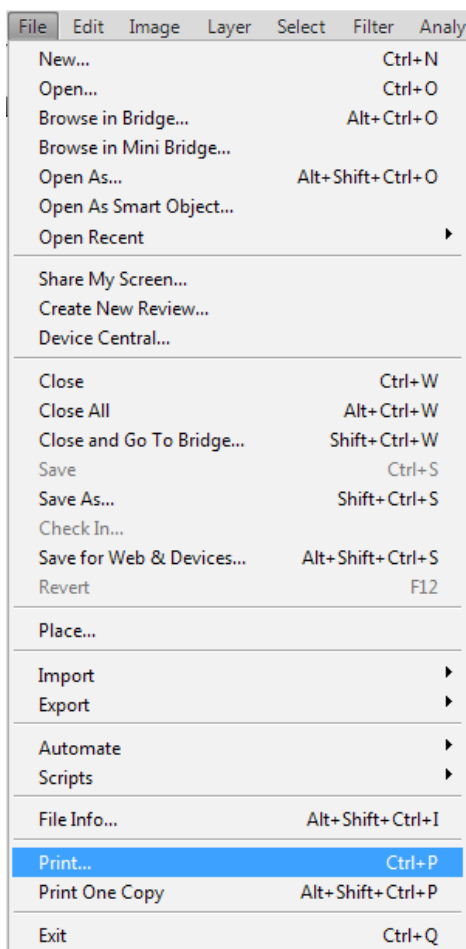 File Edit Image Layer Select Filter Analy
New... Ctrl+N
Open... Ctrl+O
Browse in Bridge... Alt+Ctrl+O
Browse in Mini Bridge...
Open As... Alt+Shift+Ctrl+O
Open As Smart Object...
Open Recent
Share My Screen...
Create New Review...
Device Central...
Close Ctrl+W
Close All Alt+Ctrl+W
Close and Go To Bridge... Shift+Ctrl+W
Save Ctrl+S
Save As... Shift+Ctrl+S
Check In...
Save for Web & Devices... Alt+Shift+Ctrl+S
Revert F12
Place...
Import
Export
Automate
Scripts
File Info... Alt+Shift+Ctrl+I
Print... Ctrl+P
Print One Copy Alt+Shift+Ctrl+P
Exit Ctrl+Q